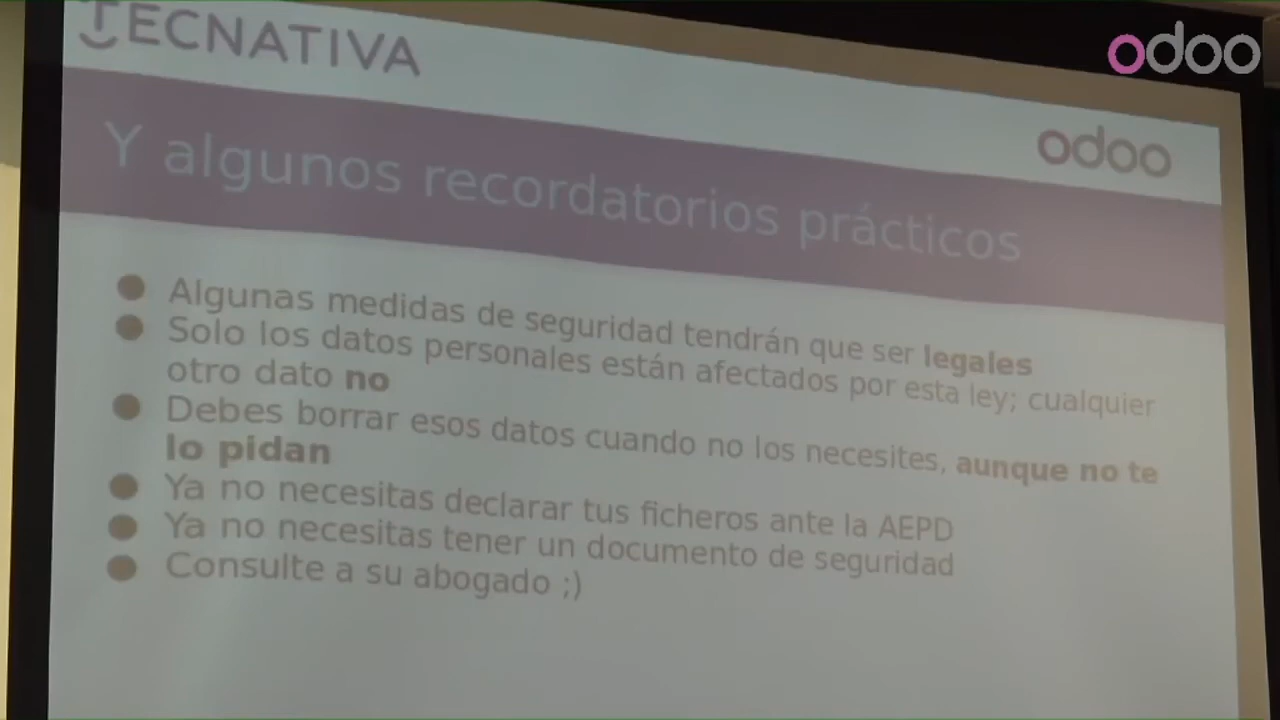 TECNATIVA
odoo
odoo
Y algunos recordatorios prácticos
Algunas medidas de seguridad tendrán que ser legales
Solo los datos personales están afectados por esta ley; cualquier
otro dato no
Debes borrar esos datos cuando no los necesites, aunque no te
lo pidan
Ya no necesitas declarar tus ficheros ante la AEPD
Ya no necesitas tener un documento de seguridad
Consulte a su abogado ;)